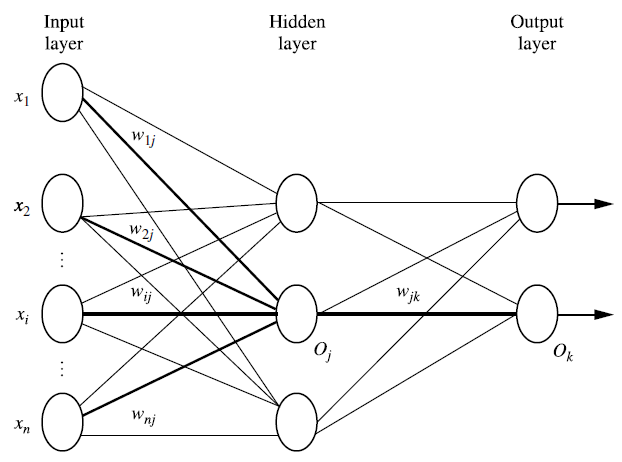 Input
layer
Hidden
layer
Output
layer
x₁
w₁ⱼ
x₂
w₂ⱼ
⋮
wᵢⱼ
xᵢ
wⱼₖ
Oⱼ
Oₖ
⋮
wₙⱼ
xₙ